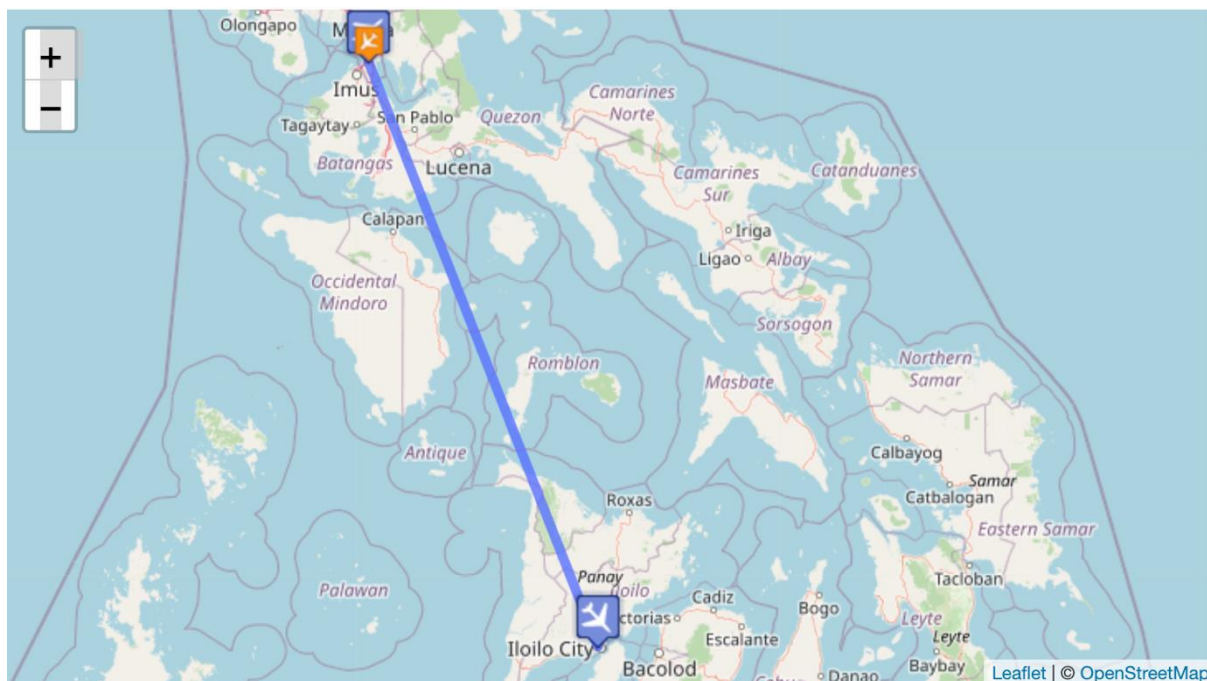 Olongapo
+
Imus
−
Camarines
Norte
San Pablo
Quezon
Tagaytay
Batangas
Lucena
Camarines
Sur
Catanduanes
Calapan
Iriga
Ligao
Albay
Occidental
Mindoro
Sorsogon
Romblon
Northern
Samar
Masbate
Antique
Calbayog
Samar
Catbalogan
Roxas
Eastern Samar
Panay
Tacloban
Palawan
Cadiz
Bogo
Leyte
Escalante
Leyte
Iloilo City
Bacolod
Baybay
Danao
Leaflet | © OpenStreetMap